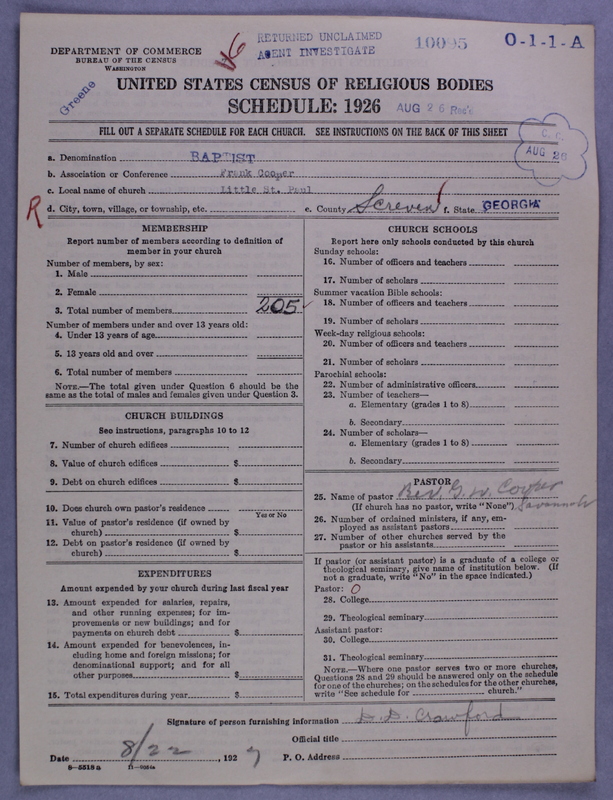 RETURNED UNCLAIMED
AGENT INVESTIGATE
10095
O-1-1-A
DEPARTMENT OF COMMERCE
BUREAU OF THE CENSUS
WASHINGTON
Greene
UNITED STATES CENSUS OF RELIGIOUS BODIES
SCHEDULE: 1926
AUG 26 Rec'd
FILL OUT A SEPARATE SCHEDULE FOR EACH CHURCH. SEE INSTRUCTIONS ON THE BACK OF THIS SHEET
C. C.
AUG 26
a. Denomination BAPTIST
b. Association or Conference Frank Cooper
c. Local name of church Little St. Paul
R d. City, town, village, or township, etc. e. County Screven f. State GEORGIA
MEMBERSHIP
Report number of members according to definition of
member in your church
Number of members, by sex:
1. Male
2. Female
3. Total number of members 205
Number of members under and over 13 years old:
4. Under 13 years of age
5. 13 years old and over
6. Total number of members
NOTE.—The total given under Question 6 should be the
same as the total of males and females given under Question 3.
CHURCH BUILDINGS
See instructions, paragraphs 10 to 12
7. Number of church edifices
8. Value of church edifices $
9. Debt on church edifices $
10. Does church own pastor's residence
Yes or No
11. Value of pastor's residence (if owned by
church) $
12. Debt on pastor's residence (if owned by
church) $
EXPENDITURES
Amount expended by your church during last fiscal year
13. Amount expended for salaries, repairs,
and other running expenses; for im-
provements or new buildings; and for
payments on church debt $
14. Amount expended for benevolences, in-
cluding home and foreign missions; for
denominational support; and for all
other purposes $
15. Total expenditures during year $
CHURCH SCHOOLS
Report here only schools conducted by this church
Sunday schools:
16. Number of officers and teachers
17. Number of scholars
Summer vacation Bible schools:
18. Number of officers and teachers
19. Number of scholars
Week-day religious schools:
20. Number of officers and teachers
21. Number of scholars
Parochial schools:
22. Number of administrative officers
23. Number of teachers—
a. Elementary (grades 1 to 8)
b. Secondary
24. Number of scholars—
a. Elementary (grades 1 to 8)
b. Secondary
PASTOR
25. Name of pastor Rev. G. W. Cooper
(If church has no pastor, write "None") Savannah
26. Number of ordained ministers, if any, em-
ployed as assistant pastors
27. Number of other churches served by the
pastor or his assistants
If pastor (or assistant pastor) is a graduate of a college or
theological seminary, give name of institution below. (If
not a graduate, write "No" in the space indicated.)
Pastor: O
28. College
29. Theological seminary
Assistant pastor:
30. College
31. Theological seminary
NOTE.—Where one pastor serves two or more churches,
Questions 28 and 29 should be answered only on the schedule
for one of the churches; on the schedules for the other churches,
write "See schedule for church."
Signature of person furnishing information D. D. Crawford
Official title
Date 8/22, 1927 P. O. Address
8-5518a